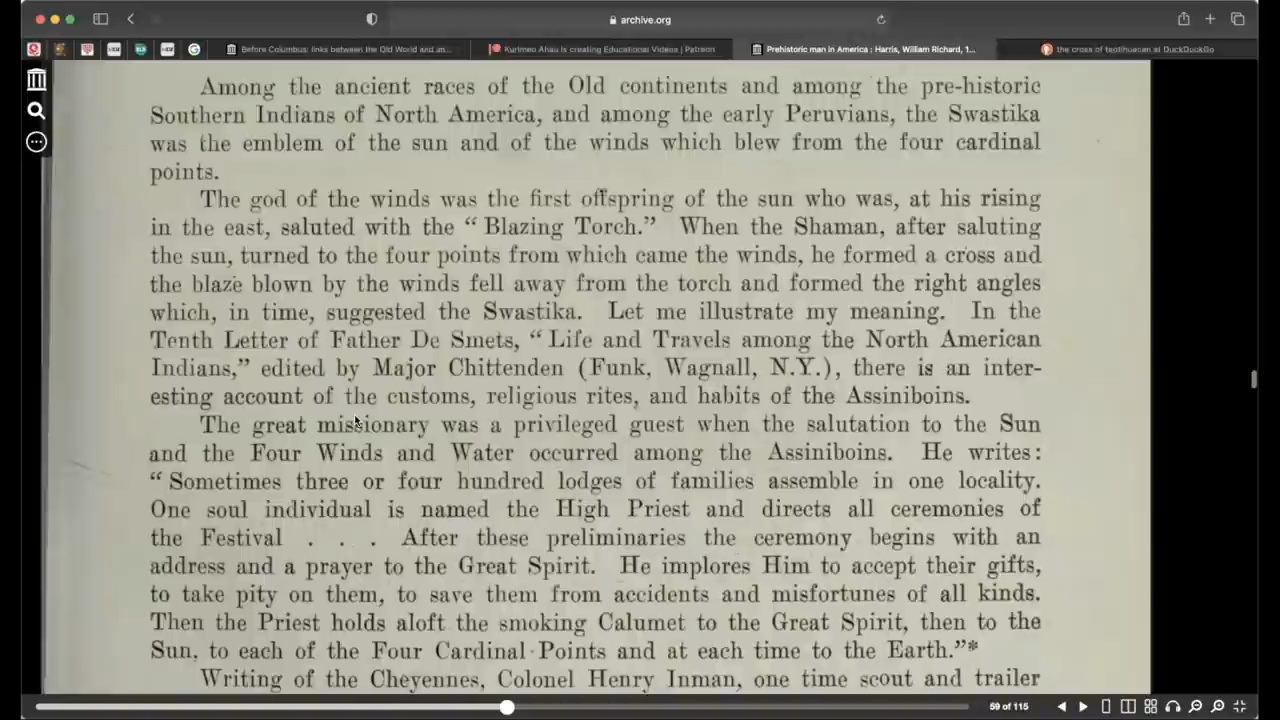 archive.org
Before Columbus: links between the Old World and an...
Kurimeo Ahau is creating Educational Videos | Patreon
Prehistoric man in America ; Harris, William Richard, 1...
the cross of teotihuacan at DuckDuckGo
Among the ancient races of the Old continents and among the pre-historic
Southern Indians of North America, and among the early Peruvians, the Swastika
was the emblem of the sun and of the winds which blew from the four cardinal
points.
The god of the winds was the first offspring of the sun who was, at his rising
in the east, saluted with the “ Blazing Torch.” When the Shaman, after saluting
the sun, turned to the four points from which came the winds, he formed a cross and
the blaze blown by the winds fell away from the torch and formed the right angles
which, in time, suggested the Swastika. Let me illustrate my meaning. In the
Tenth Letter of Father De Smets, “ Life and Travels among the North American
Indians,” edited by Major Chittenden (Funk, Wagnall, N.Y.), there is an inter-
esting account of the customs, religious rites, and habits of the Assiniboins.
The great missionary was a privileged guest when the salutation to the Sun
and the Four Winds and Water occurred among the Assiniboins. He writes:
“ Sometimes three or four hundred lodges of families assemble in one locality.
One soul individual is named the High Priest and directs all ceremonies of
the Festival . . . After these preliminaries the ceremony begins with an
address and a prayer to the Great Spirit. He implores Him to accept their gifts,
to take pity on them, to save them from accidents and misfortunes of all kinds.
Then the Priest holds aloft the smoking Calumet to the Great Spirit, then to the
Sun, to each of the Four Cardinal Points and at each time to the Earth.”*
Writing of the Cheyennes, Colonel Henry Inman, one time scout and trailer
59 of 115